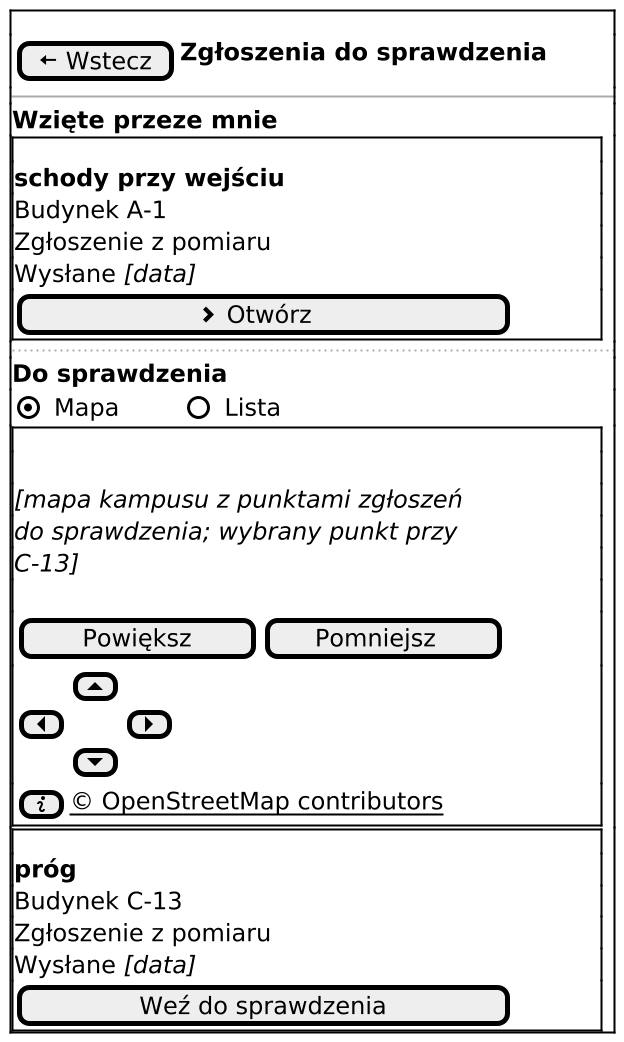 ← Wstecz Zgłoszenia do sprawdzenia
Wzięte przeze mnie
schody przy wejściu
Budynek A-1
Zgłoszenie z pomiaru
Wysłane [data]
Otwórz
Do sprawdzenia
Mapa Lista
[mapa kampusu z punktami zgłoszeń
do sprawdzenia; wybrany punkt przy
C-13]
Powiększ Pomniejsz
i © OpenStreetMap contributors
próg
Budynek C-13
Zgłoszenie z pomiaru
Wysłane [data]
Weź do sprawdzenia